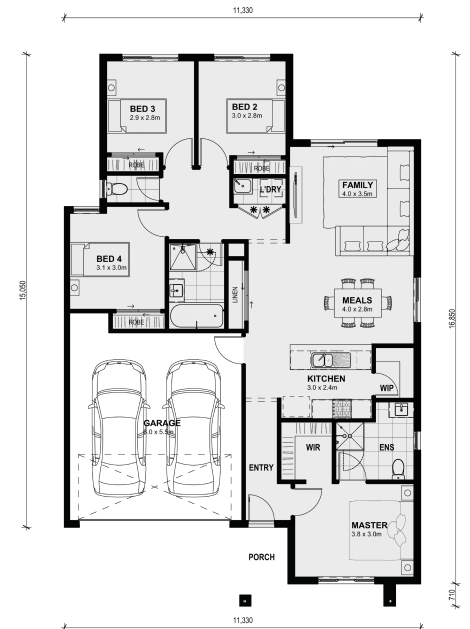 11,330
BED 3
2.9 x 2.8m
BED 2
3.0 x 2.8m
ROBE
ROBE
L'DRY
FAMILY
4.0 x 3.5m
BED 4
3.1 x 3.0m
ROBE
LINEN
MEALS
4.0 x 2.8m
15,050
16,850
KITCHEN
3.0 x 2.4m
WIP
GARAGE
6.0 x 5.5m
WIR
ENS
ENTRY
MASTER
3.8 x 3.0m
PORCH
710
11,330